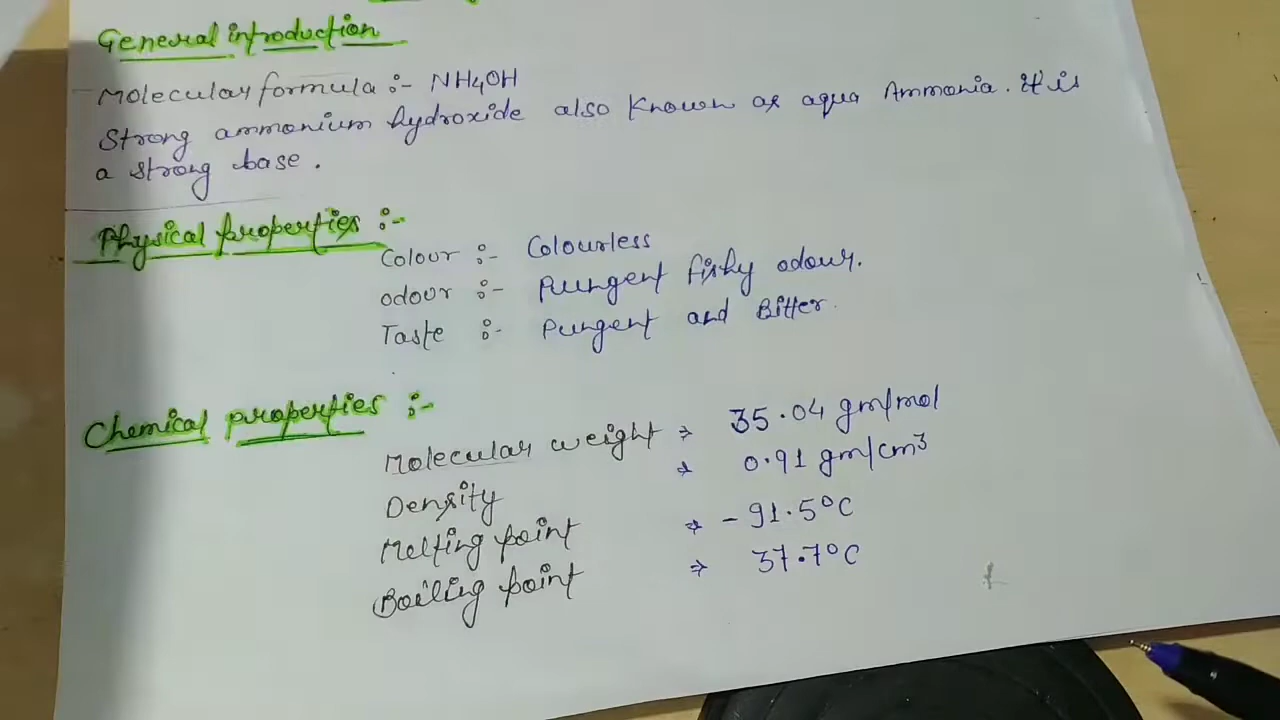 General introduction
Molecular formula :- NH4OH
Strong ammonium hydroxide also known as aqua Ammonia. It is
a strong base.
Physical properties :-
Colour :- Colourless
odour :- Pungent fishy odour.
Taste :- Pungent and Bitter.
Chemical properties :-
Molecular weight → 35.04 gm/mol
Density → 0.91 gm/cm³
Melting point → - 91.5°C
Boiling point → 37.7°C